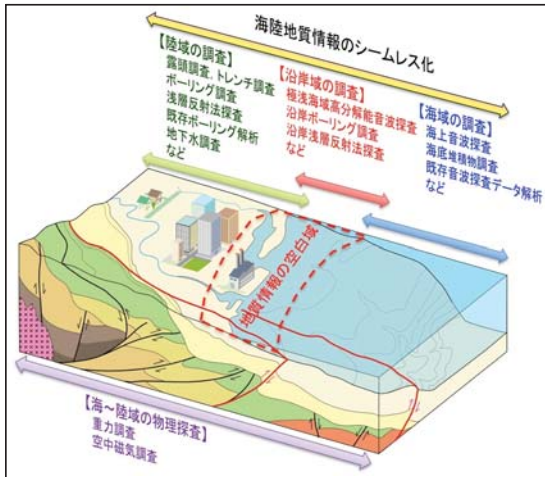 海陸地質情報のシームレス化
【陸域の調査】
露頭調査，トレンチ調査
ボーリング調査
浅層反射法探査
既存ボーリング解析
地下水調査
など
【沿岸域の調査】
極浅海域高分解能音波探査
沿岸ボーリング調査
沿岸浅層反射法探査
など
【海域の調査】
海上音波探査
海底堆積物調査
既存音波探査データ解析
など
地質情報の空白域
【海～陸域の物理探査】
重力調査
空中磁気調査